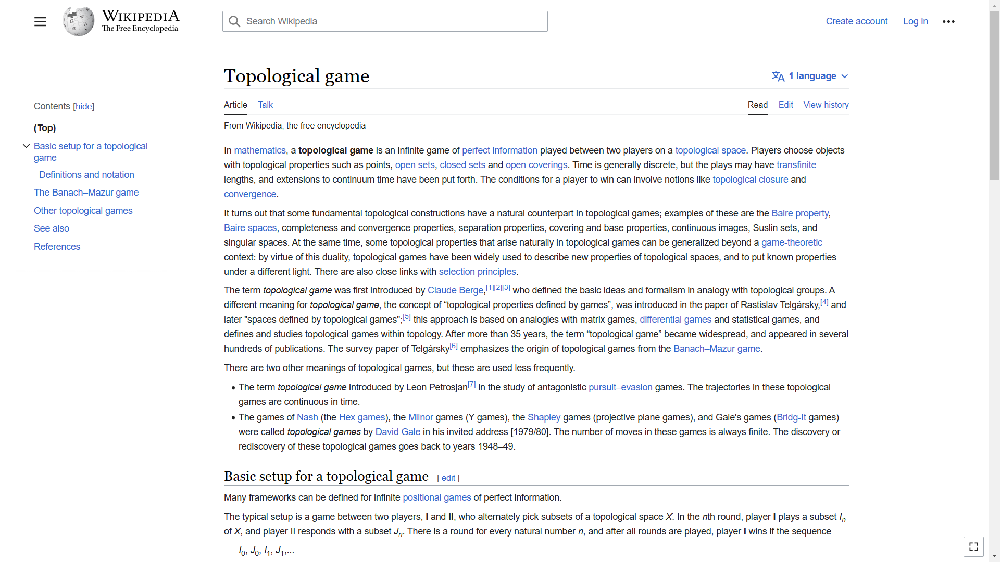 WIKIPEDIA
The Free Encyclopedia
Search Wikipedia
Create account
Log in
Contents [hide]
(Top)
Basic setup for a topological
game
Definitions and notation
The Banach–Mazur game
Other topological games
See also
References
Topological game
1 language
Article
Talk
Read
Edit
View history
From Wikipedia, the free encyclopedia
In mathematics, a topological game is an infinite game of perfect information played between two players on a topological space. Players choose objects
with topological properties such as points, open sets, closed sets and open coverings. Time is generally discrete, but the plays may have transfinite
lengths, and extensions to continuum time have been put forth. The conditions for a player to win can involve notions like topological closure and
convergence.
It turns out that some fundamental topological constructions have a natural counterpart in topological games; examples of these are the Baire property,
Baire spaces, completeness and convergence properties, separation properties, covering and base properties, continuous images, Suslin sets, and
singular spaces. At the same time, some topological properties that arise naturally in topological games can be generalized beyond a game-theoretic
context: by virtue of this duality, topological games have been widely used to describe new properties of topological spaces, and to put known properties
under a different light. There are also close links with selection principles.
The term topological game was first introduced by Claude Berge,[1][2][3] who defined the basic ideas and formalism in analogy with topological groups. A
different meaning for topological game, the concept of “topological properties defined by games”, was introduced in the paper of Rastislav Telgársky,[4] and
later "spaces defined by topological games";[5] this approach is based on analogies with matrix games, differential games and statistical games, and
defines and studies topological games within topology. After more than 35 years, the term “topological game” became widespread, and appeared in several
hundreds of publications. The survey paper of Telgársky[6] emphasizes the origin of topological games from the Banach–Mazur game.
There are two other meanings of topological games, but these are used less frequently.
• The term topological game introduced by Leon Petrosjan[7] in the study of antagonistic pursuit–evasion games. The trajectories in these topological
games are continuous in time.
• The games of Nash (the Hex games), the Milnor games (Y games), the Shapley games (projective plane games), and Gale's games (Bridg-It games)
were called topological games by David Gale in his invited address [1979/80]. The number of moves in these games is always finite. The discovery or
rediscovery of these topological games goes back to years 1948–49.
Basic setup for a topological game [ edit ]
Many frameworks can be defined for infinite positional games of perfect information.
The typical setup is a game between two players, I and II, who alternately pick subsets of a topological space X. In the nth round, player I plays a subset Iₙ
of X, and player II responds with a subset Jₙ. There is a round for every natural number n, and after all rounds are played, player I wins if the sequence
I₀, J₀, I₁, J₁,...